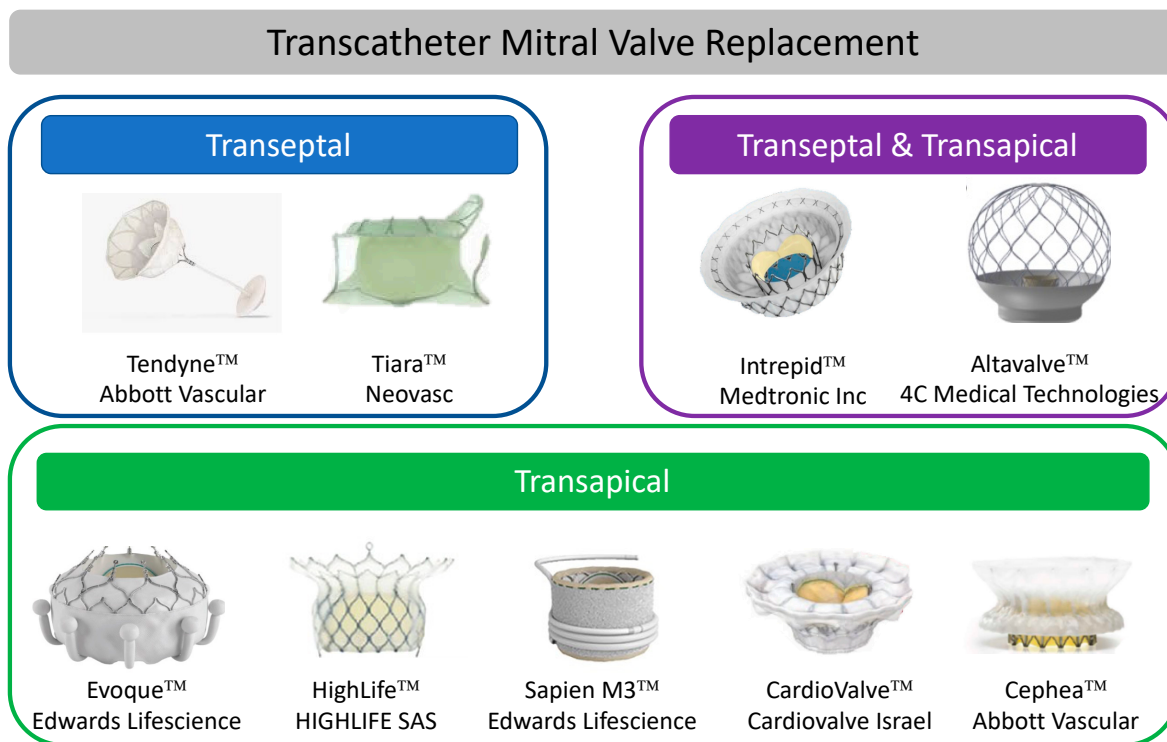 Transcatheter Mitral Valve Replacement
Transeptal
Tendyne™
Abbott Vascular
Tiara™
Neovasc
Transeptal & Transapical
Intrepid™
Medtronic Inc
Altavalve™
4C Medical Technologies
Transapical
Evoque™
Edwards Lifescience
HighLife™
HIGHLIFE SAS
Sapien M3™
Edwards Lifescience
CardioValve™
Cardiovalve Israel
Cephea™
Abbott Vascular